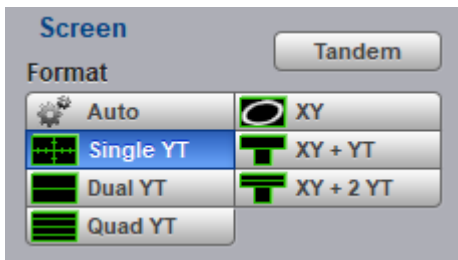 Screen
Tandem
Format
Auto
XY
Single YT
XY + YT
Dual YT
XY + 2 YT
Quad YT